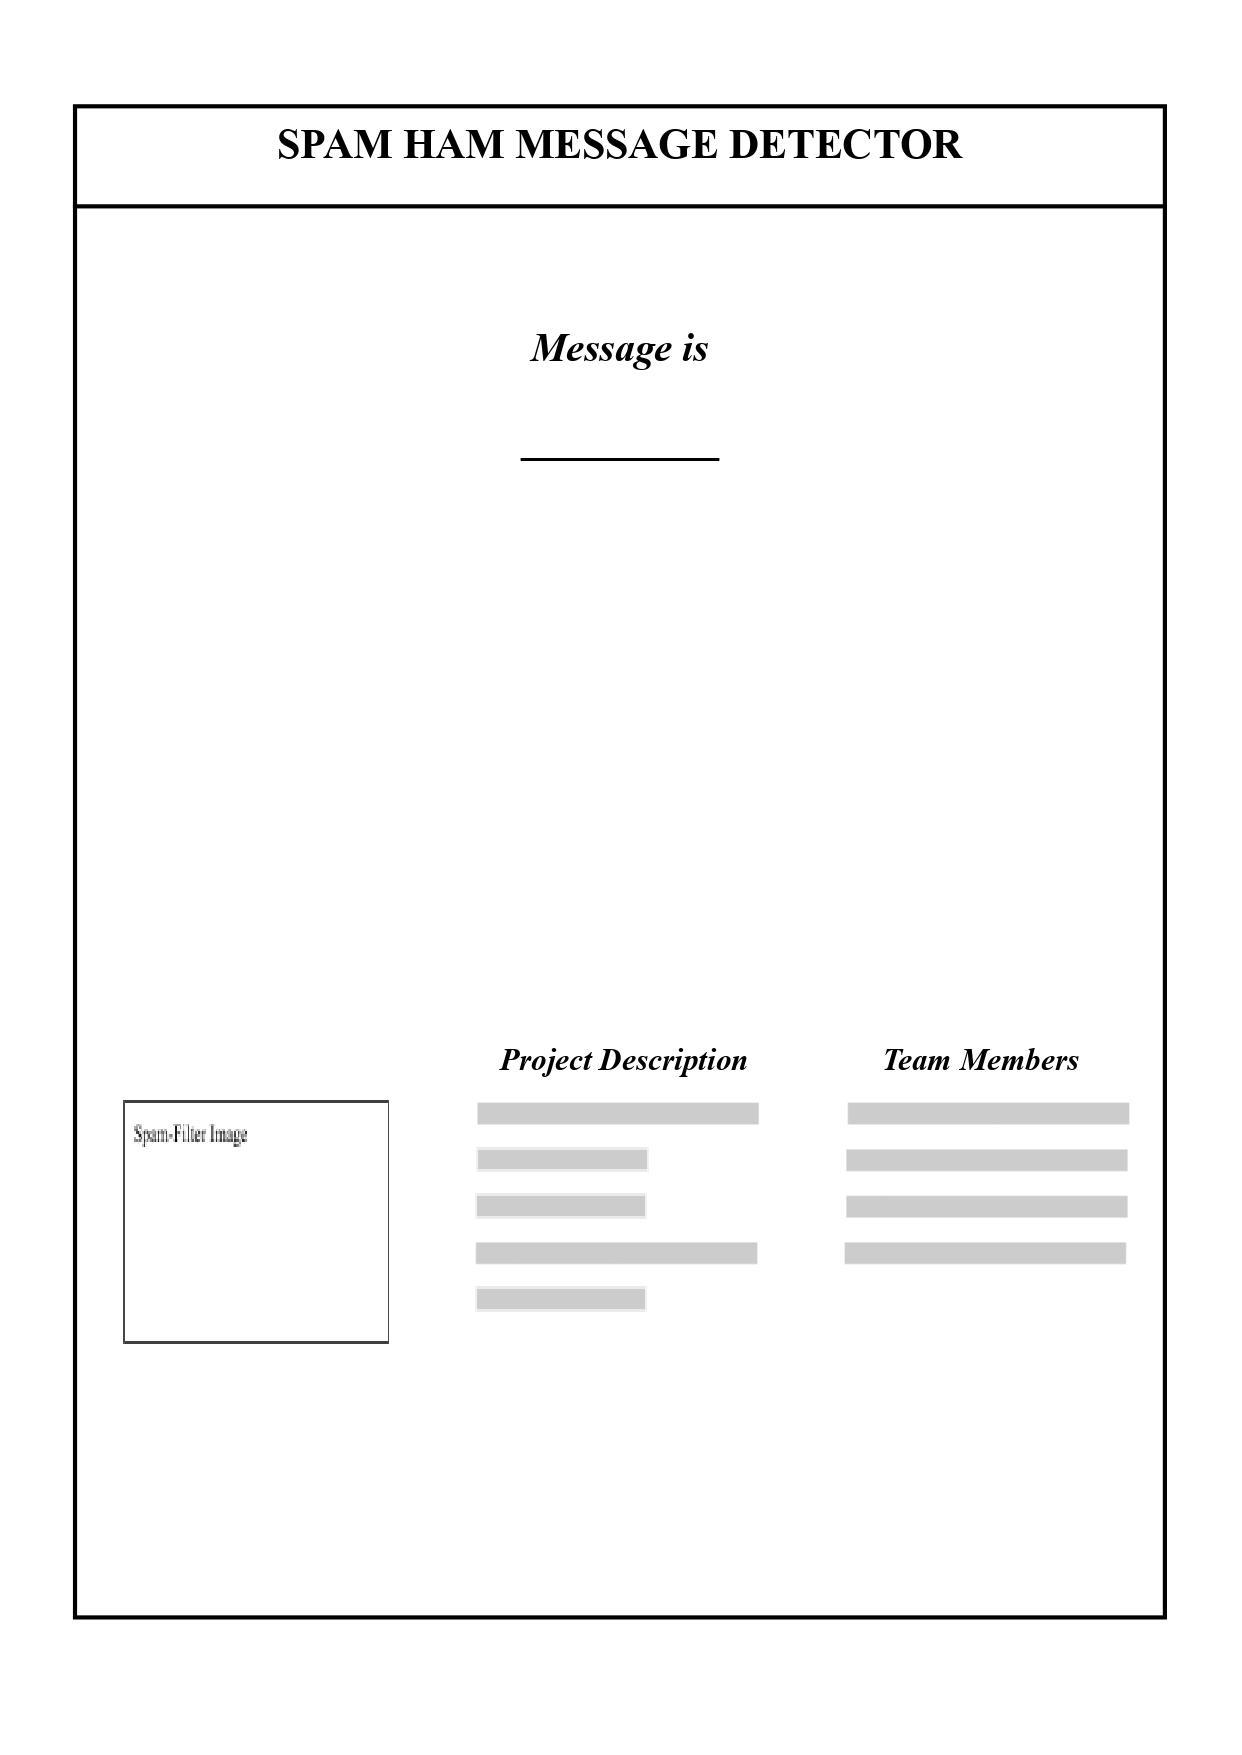 SPAM HAM MESSAGE DETECTOR
Message is
Project Description
Team Members
Spam-Filter Image